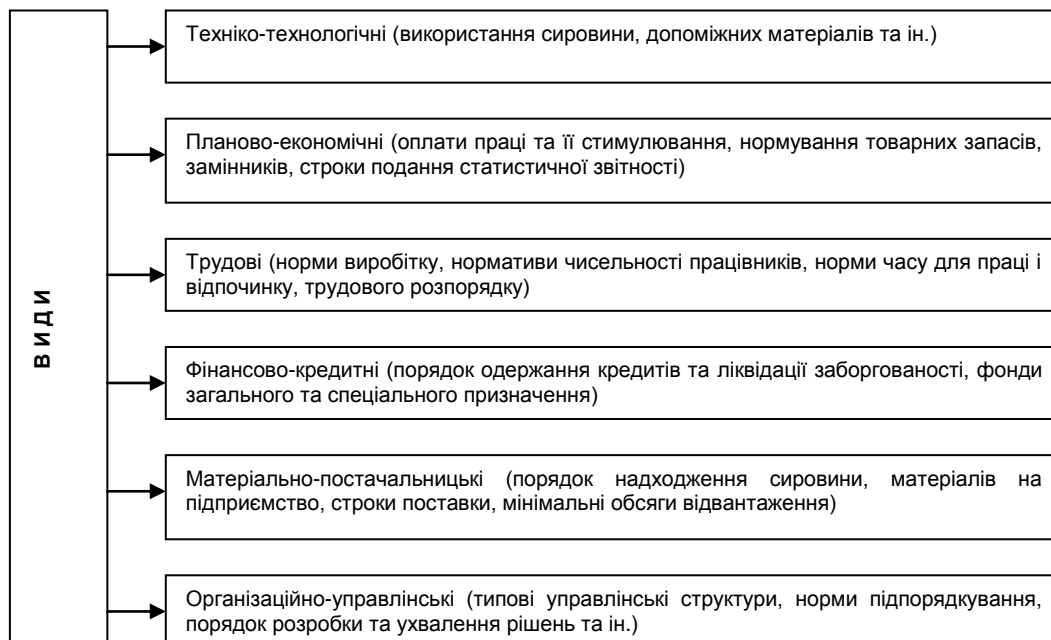 В И Д И
Техніко-технологічні (використання сировини, допоміжних матеріалів та ін.)
Планово-економічні (оплати праці та її стимулювання, нормування товарних запасів,
замінників, строки подання статистичної звітності)
Трудові (норми виробітку, нормативи чисельності працівників, норми часу для праці і
відпочинку, трудового розпорядку)
Фінансово-кредитні (порядок одержання кредитів та ліквідації заборгованості, фонди
загального та спеціального призначення)
Матеріально-постачальницькі (порядок надходження сировини, матеріалів на
підприємство, строки поставки, мінімальні обсяги відвантаження)
Організаційно-управлінські (типові управлінські структури, норми підпорядкування,
порядок розробки та ухвалення рішень та ін.)